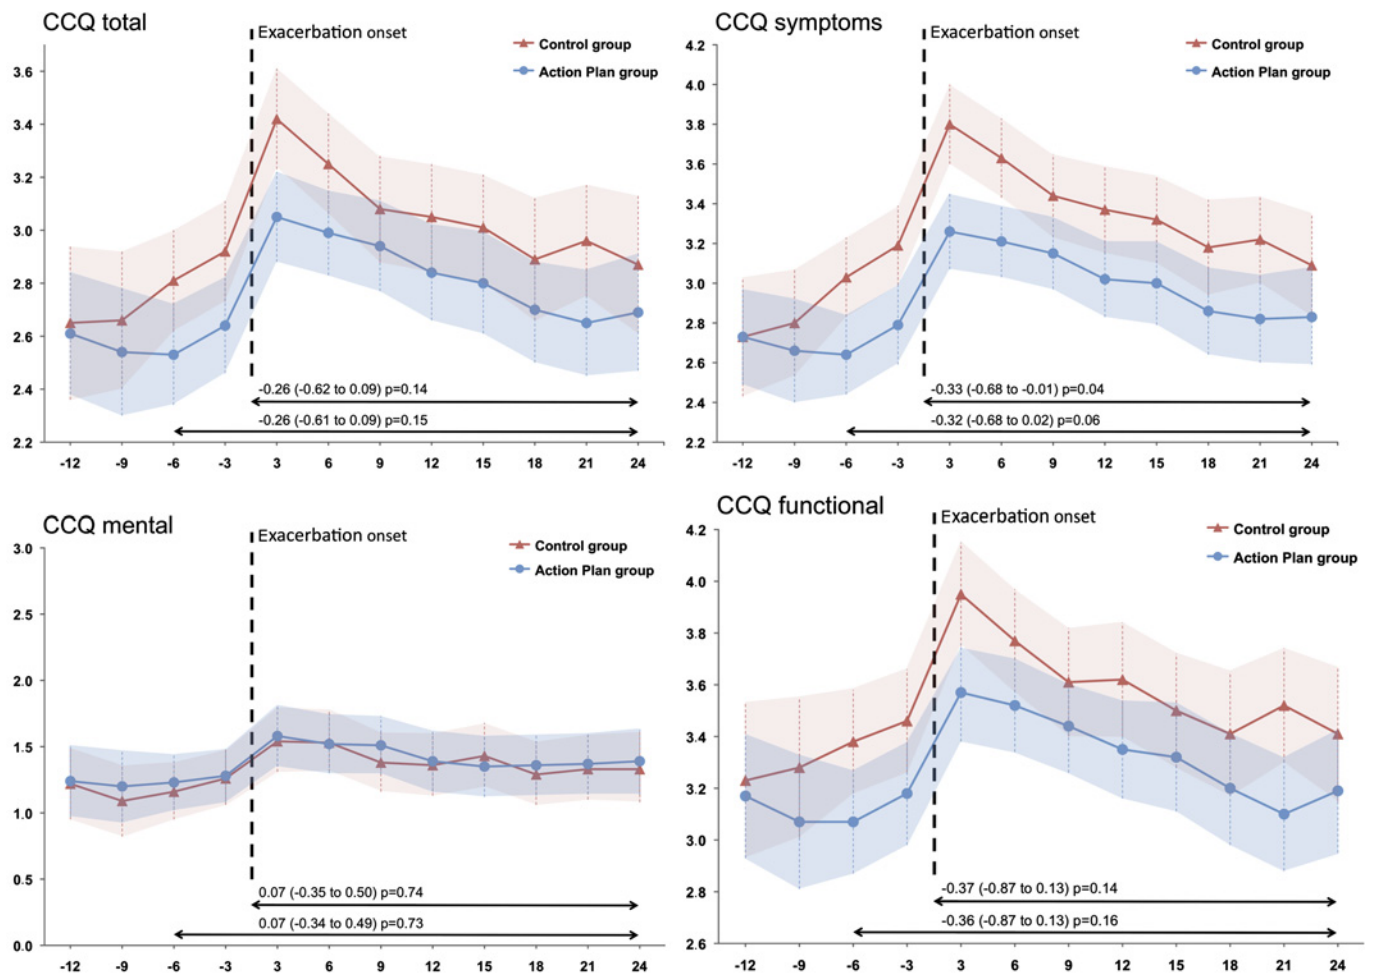 CCQ total
Exacerbation onset
Control group
Action Plan group
3.6
3.4
3.2
3.0
2.8
2.6
2.4
2.2
-0.26 (-0.62 to 0.09) p=0.14
-0.26 (-0.61 to 0.09) p=0.15
-12 -9 -6 -3 3 6 9 12 15 18 21 24
CCQ symptoms
Exacerbation onset
Control group
Action Plan group
4.2
4.0
3.8
3.6
3.4
3.2
3.0
2.8
2.6
2.4
2.2
-0.33 (-0.68 to -0.01) p=0.04
-0.32 (-0.68 to 0.02) p=0.06
-12 -9 -6 -3 3 6 9 12 15 18 21 24
CCQ mental
Exacerbation onset
Control group
Action Plan group
3.0
2.5
2.0
1.5
1.0
0.5
0.0
0.07 (-0.35 to 0.50) p=0.74
0.07 (-0.34 to 0.49) p=0.73
-12 -9 -6 -3 3 6 9 12 15 18 21 24
CCQ functional
Exacerbation onset
Control group
Action Plan group
4.2
4.0
3.8
3.6
3.4
3.2
3.0
2.8
2.6
-0.37 (-0.87 to 0.13) p=0.14
-0.36 (-0.87 to 0.13) p=0.16
-12 -9 -6 -3 3 6 9 12 15 18 21 24